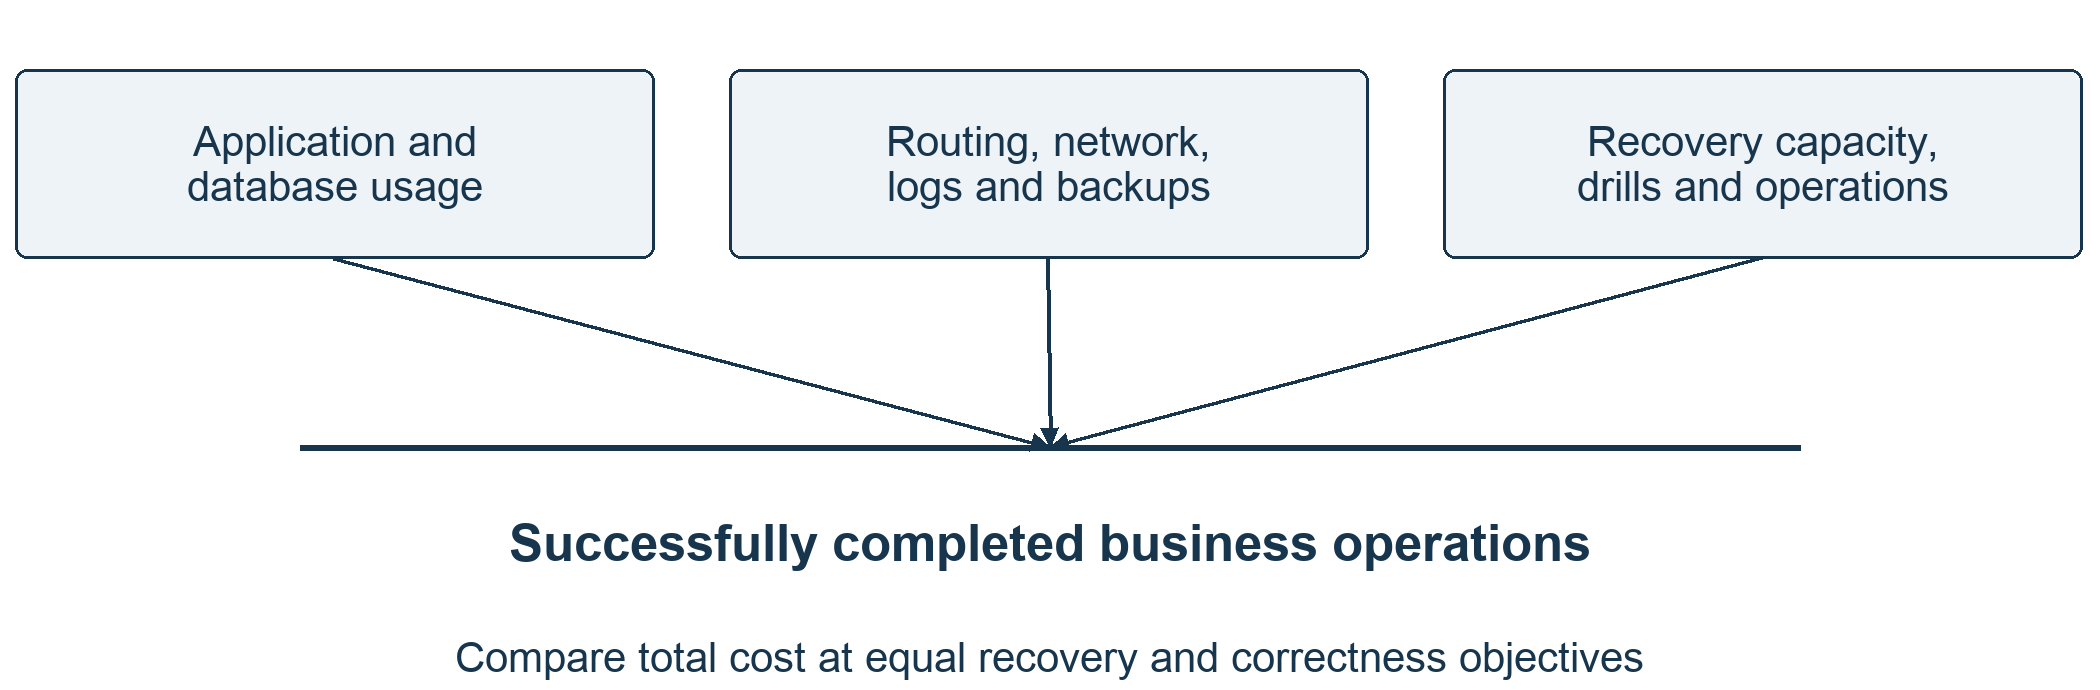 Application and
database usage
Routing, network,
logs and backups
Recovery capacity,
drills and operations
Successfully completed business operations
Compare total cost at equal recovery and correctness objectives